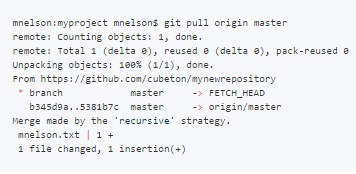 mnelson:myproject mnelson$ git pull origin master
remote: Counting objects: 1, done.
remote: Total 1 (delta 0), reused 0 (delta 0), pack-reused 0
Unpacking objects: 100% (1/1), done.
From https://github.com/cubeton/mynewrepository
 * branch            master     -> FETCH_HEAD
   b345d9a..5381b7c  master     -> origin/master
Merge made by the 'recursive' strategy.
 mnelson.txt | 1 +
 1 file changed, 1 insertion(+)